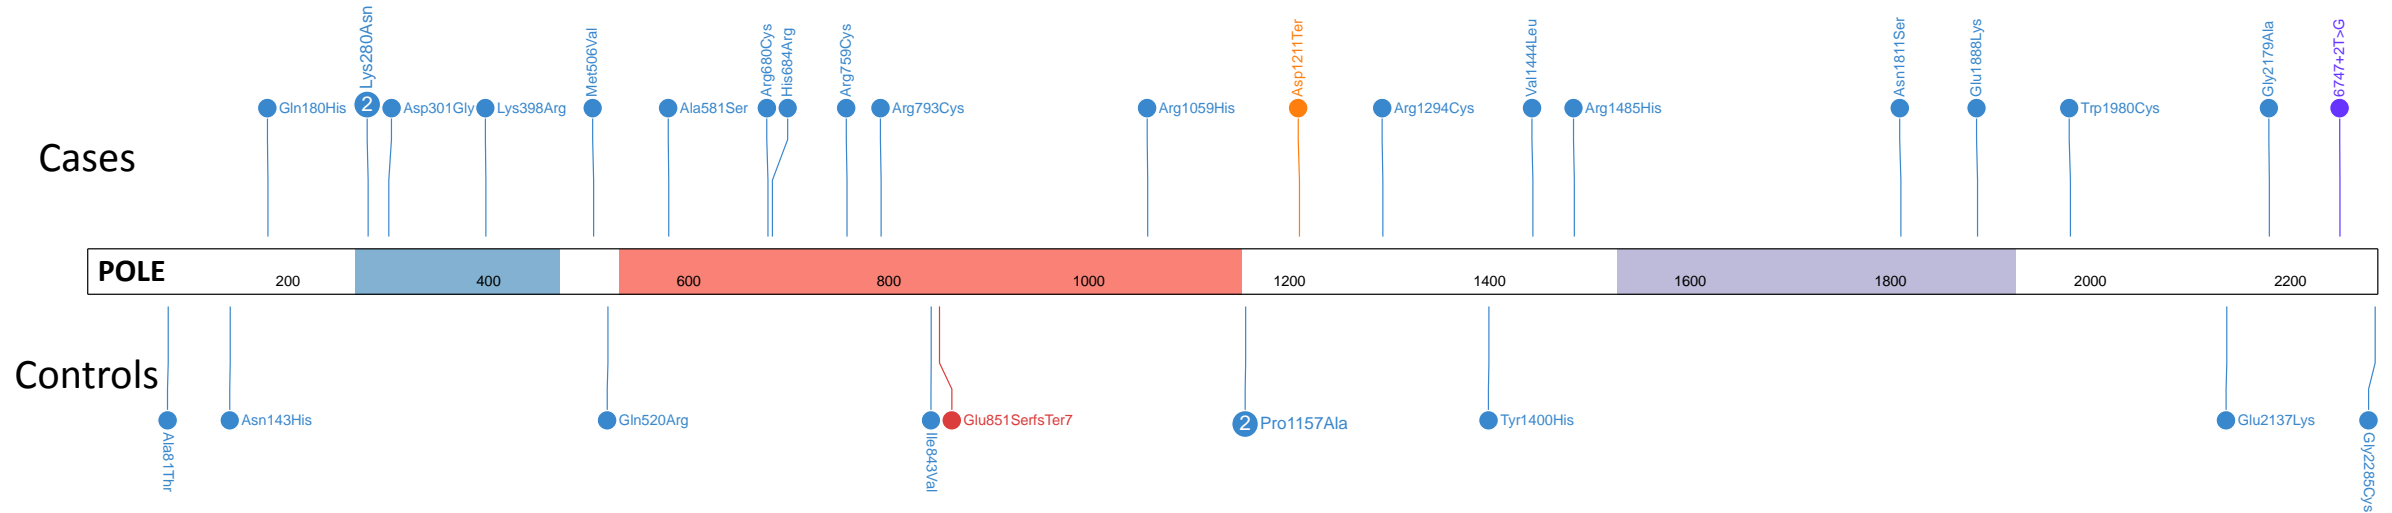 Lys280Asn
Arg680Cys
His684Arg
Met506Val
Arg759Cys
Asp1211Ter
Val1444Leu
Asn1811Ser
Glu1888Lys
Gly2179Ala
6747+2T>G
Gln180His
2
Asp301Gly
Lys398Arg
Ala581Ser
Arg793Cys
Arg1059His
Arg1294Cys
Arg1485His
Trp1980Cys
Cases
POLE
200 400 600 800 1000 1200 1400 1600 1800 2000 2200
Controls
Asn143His
Gln520Arg
Glu851SerfsTer7
2 Pro1157Ala
Tyr1400His
Glu2137Lys
Ala81Thr
Ile843Val
Gly2285Cys